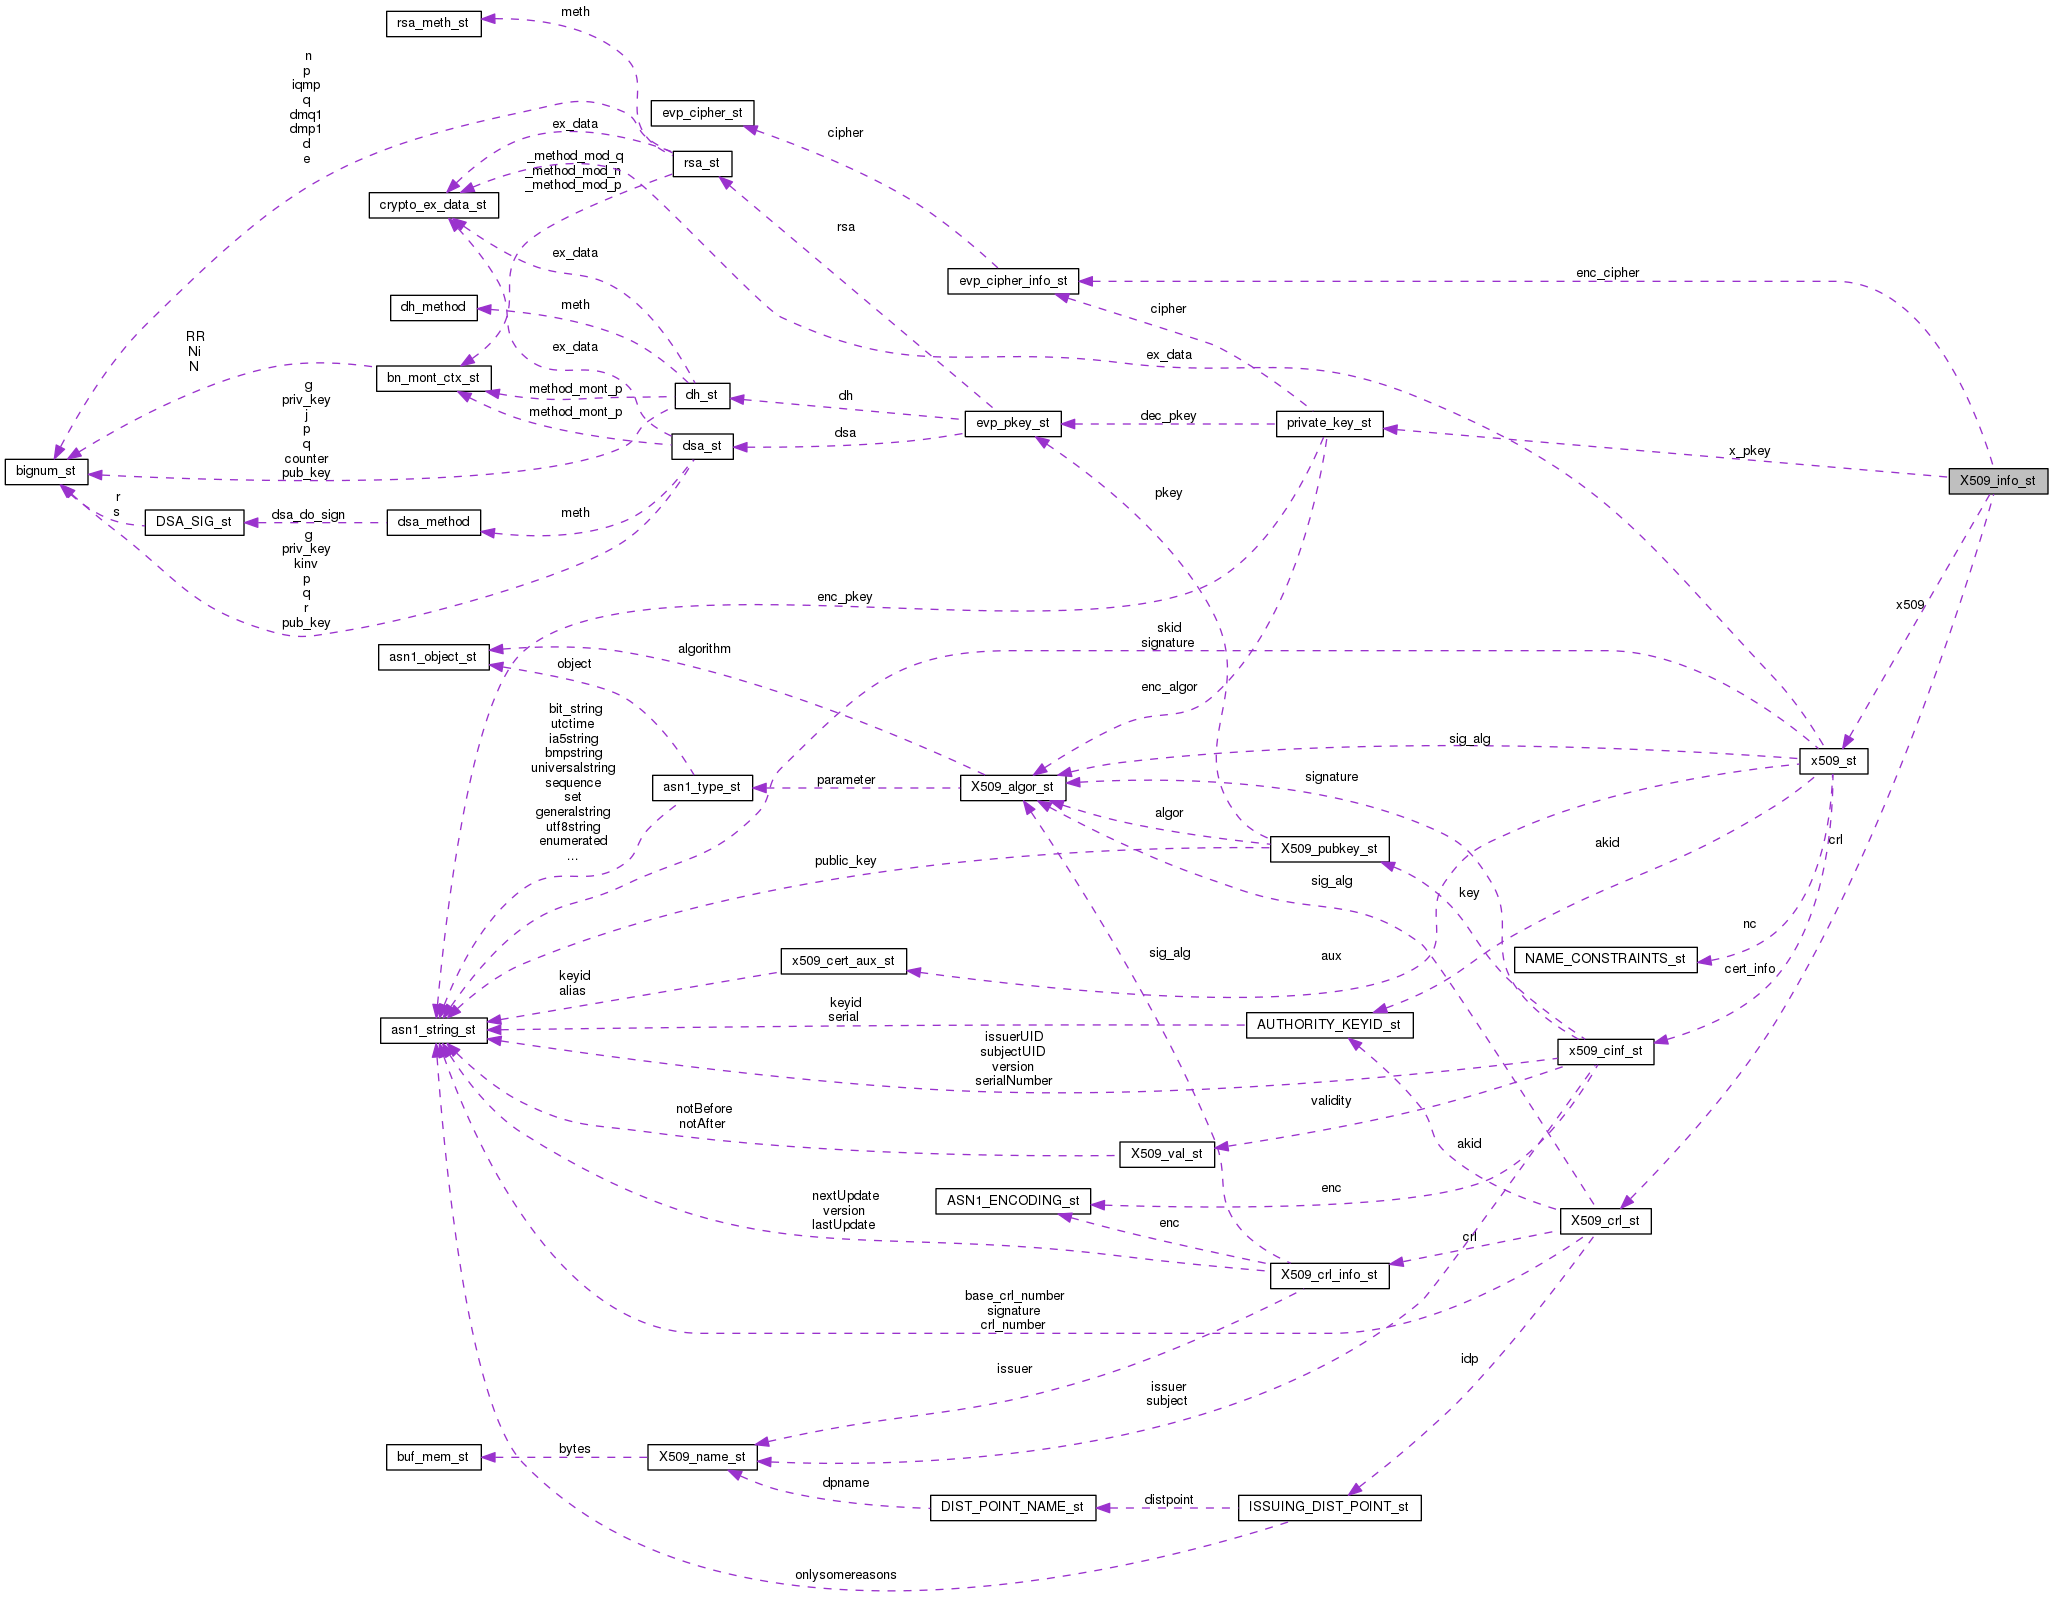 meth
rsa_meth_st
n
p
iqmp
q
dmq1
dmp1
d
e
evp_cipher_st
cipher
ex_data
_method_mod_q
_method_mod_n
_method_mod_p
rsa_st
crypto_ex_data_st
rsa
ex_data
evp_cipher_info_st
enc_cipher
dh_method
meth
cipher
RR
Ni
N
ex_data
ex_data
bn_mont_ctx_st
method_mont_p
dh_st
dh
g
priv_key
j
p
q
counter
pub_key
method_mont_p
dsa_st
dsa
evp_pkey_st
dec_pkey
private_key_st
x_pkey
bignum_st
X509_info_st
r
s
DSA_SIG_st
dsa_do_sign
dsa_method
meth
pkey
g
priv_key
kinv
p
q
r
pub_key
enc_pkey
x509
asn1_object_st
algorithm
object
skid
signature
enc_algor
bit_string
utctime
ia5string
bmpstring
universalstring
sequence
set
generalstring
utf8string
enumerated
...
asn1_type_st
parameter
X509_algor_st
sig_alg
x509_st
signature
algor
X509_pubkey_st
akid
crl
public_key
sig_alg
key
nc
x509_cert_aux_st
sig_alg
aux
NAME_CONSTRAINTS_st
cert_info
keyid
alias
asn1_string_st
keyid
serial
AUTHORITY_KEYID_st
issuerUID
subjectUID
version
serialNumber
x509_cinf_st
notBefore
notAfter
validity
X509_val_st
akid
nextUpdate
version
lastUpdate
ASN1_ENCODING_st
enc
enc
X509_crl_st
crl
X509_crl_info_st
base_crl_number
signature
crl_number
issuer
idp
issuer
subject
buf_mem_st
bytes
X509_name_st
dpname
DIST_POINT_NAME_st
distpoint
ISSUING_DIST_POINT_st
onlysomereasons